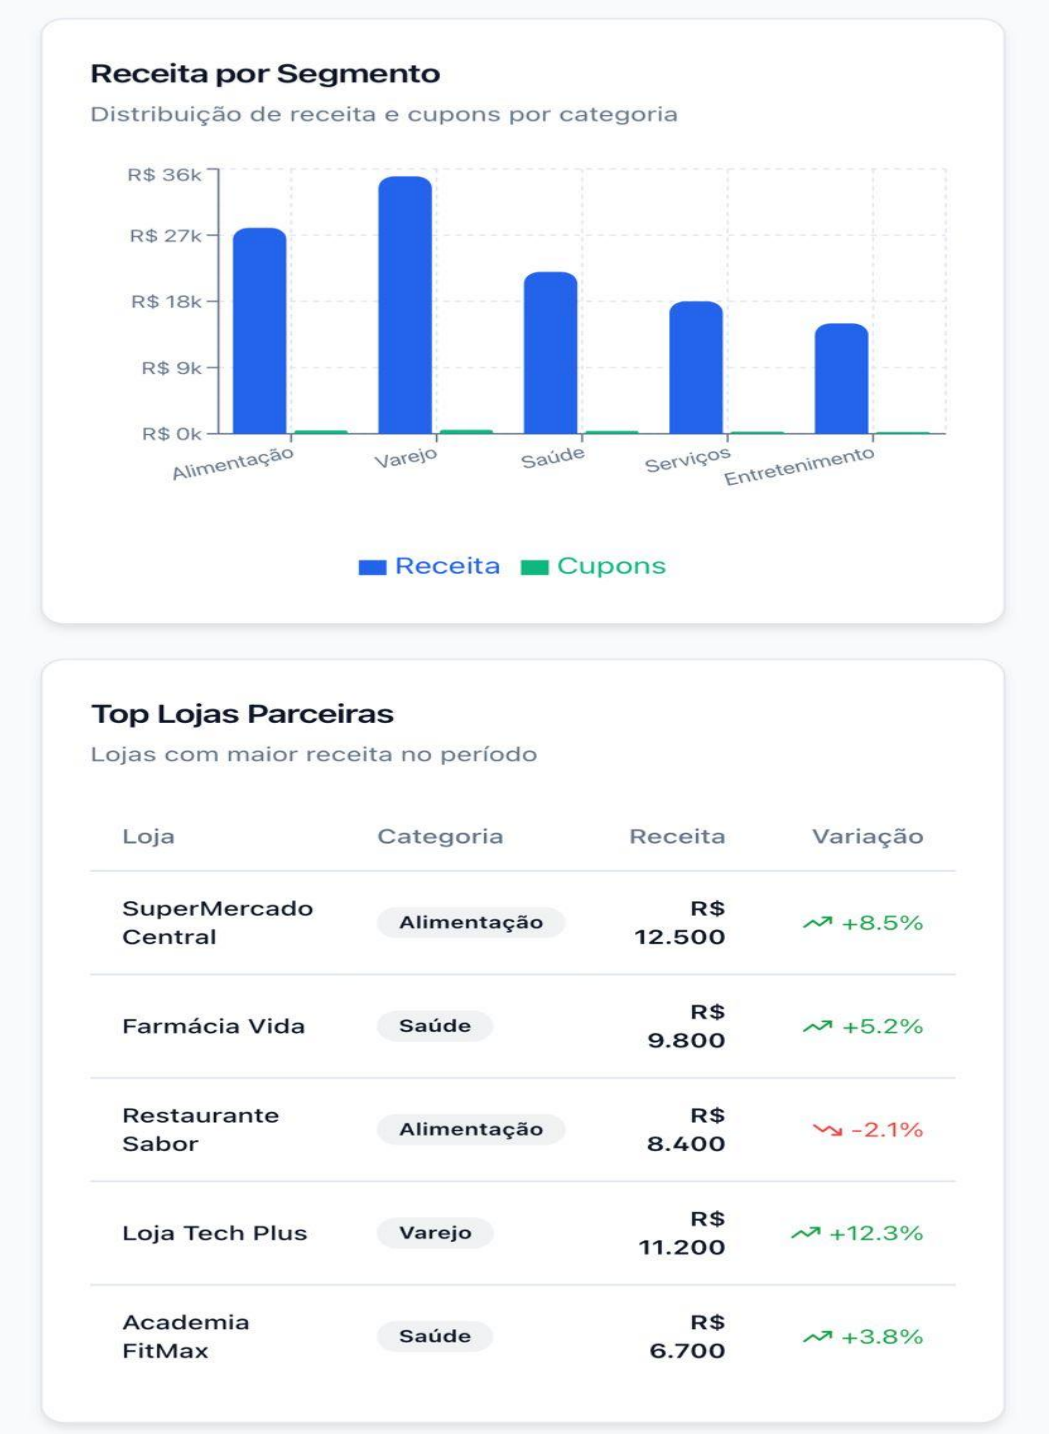 Receita por Segmento
Distribuição de receita e cupons por categoria
R$ 36k
R$ 27k
R$ 18k
R$ 9k
R$ 0k
Alimentação
Varejo
Saúde
Serviços
Entretenimento
Receita
Cupons
Top Lojas Parceiras
Lojas com maior receita no período
Loja Categoria Receita Variação
SuperMercado
Central
Alimentação
R$
12.500
+8.5%
Farmácia Vida
Saúde
R$
9.800
+5.2%
Restaurante
Sabor
Alimentação
R$
8.400
-2.1%
Loja Tech Plus
Varejo
R$
11.200
+12.3%
Academia
FitMax
Saúde
R$
6.700
+3.8%